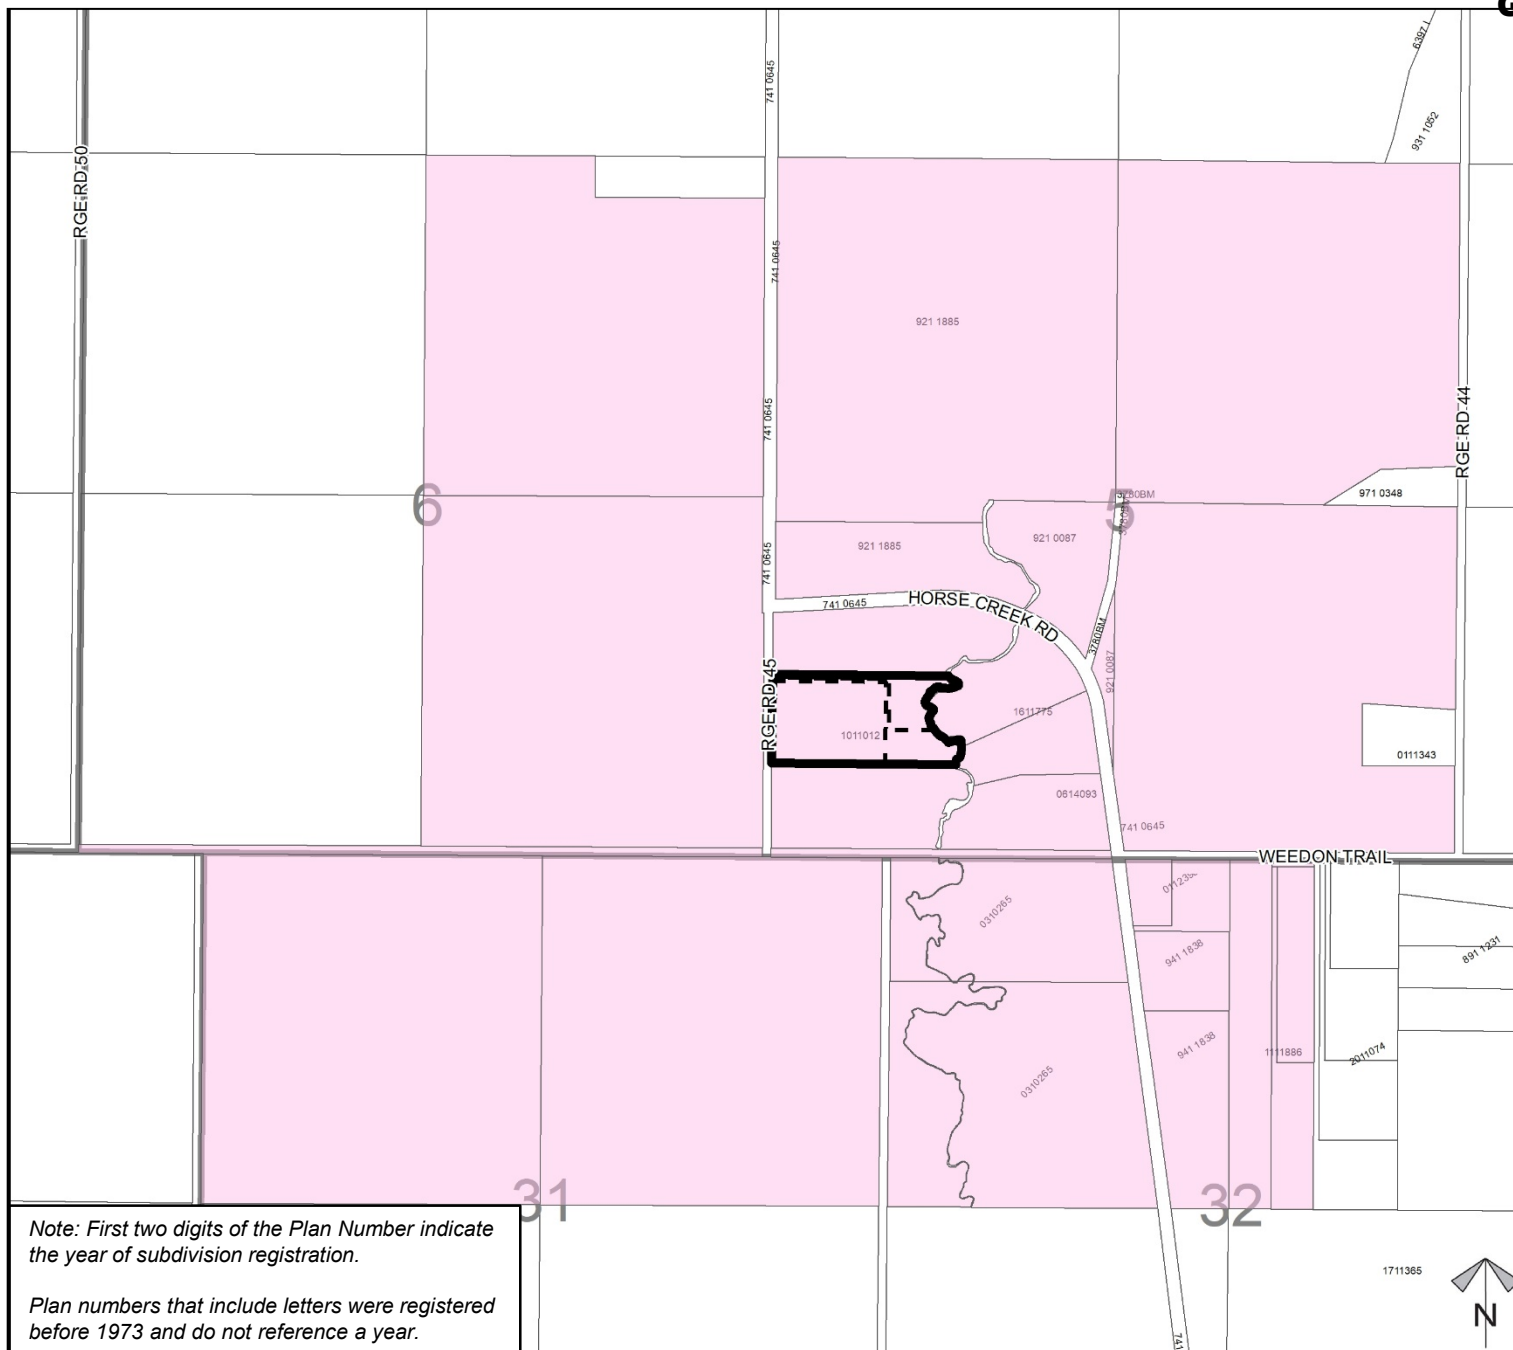 6397 I
741 0645
931 1052
RGE RD 50
741 0645
921 1885
741 0645
RGE RD 44
6
5
3780BM
3780BM
971 0348
921 1885
921 0087
741 0645
741 0645
HORSE CREEK RD
3780BM
921 0087
RGE RD 45
1611775
1011012
0111343
0614093
741 0645
WEEDON TRAIL
0310265
941 1838
891 1231
941 1838
1111886
2011074
0310265
31
32
Note: First two digits of the Plan Number indicate
the year of subdivision registration.
Plan numbers that include letters were registered
before 1973 and do not reference a year.
1711365
N